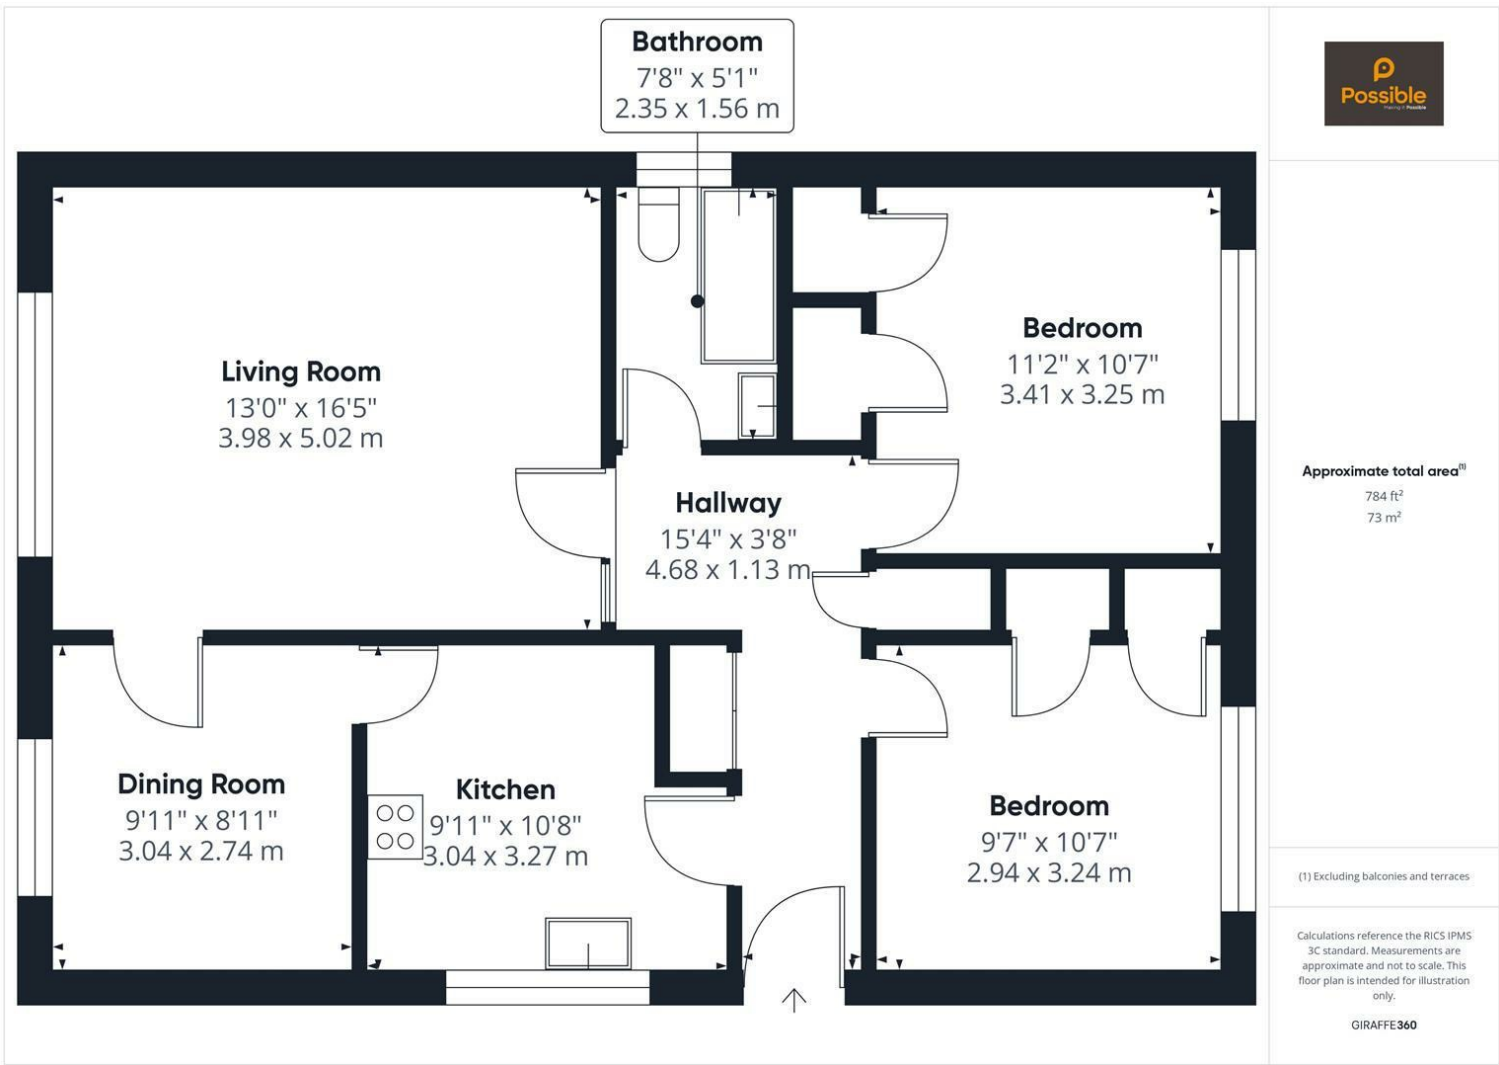 Bathroom
7'8" x 5'1"
2.35 x 1.56 m
Possible
Living Room
13'0" x 16'5"
3.98 x 5.02 m
Bedroom
11'2" x 10'7"
3.41 x 3.25 m
Hallway
15'4" x 3'8"
4.68 x 1.13 m
Dining Room
9'11" x 8'11"
3.04 x 2.74 m
Kitchen
9'11" x 10'8"
3.04 x 3.27 m
Bedroom
9'7" x 10'7"
2.94 x 3.24 m
Approximate total area⁽¹⁾
784 ft²
73 m²
(1) Excluding balconies and terraces
Calculations reference the RICS IPMS
3C standard. Measurements are
approximate and not to scale. This
floor plan is intended for illustration
only.
GIRAFFE360